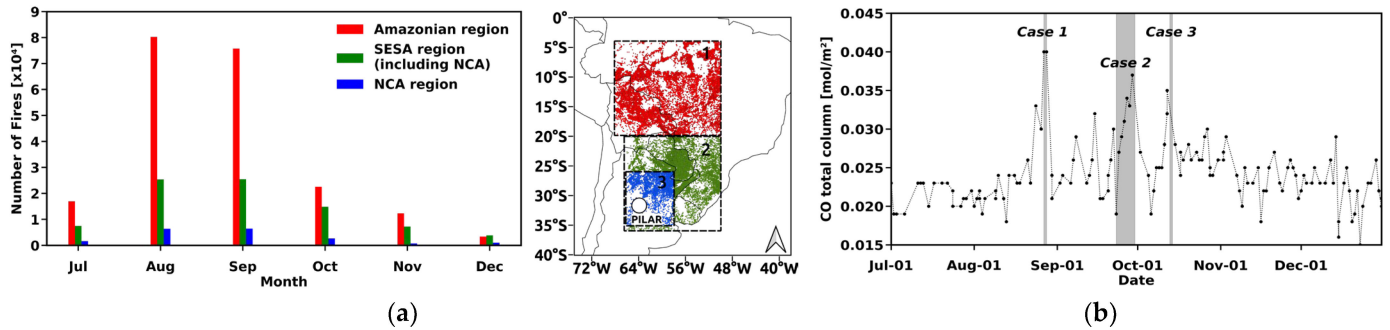 Number of Fires [x10⁴]
9
8
7
6
5
4
3
2
1
0
Amazonian region
SESA region
(including NCA)
NCA region
Jul Aug Sep Oct Nov Dec
Month
0°
5°S
10°S
15°S
20°S
25°S
30°S
35°S
40°S
1
2
3
PILAR
72°W 64°W 56°W 48°W 40°W
(a)
CO total column [mol/m²]
0.045
0.040
0.035
0.030
0.025
0.020
0.015
Case 1
Case 2
Case 3
Jul-01 Aug-01 Sep-01 Oct-01 Nov-01 Dec-01
Date
(b)